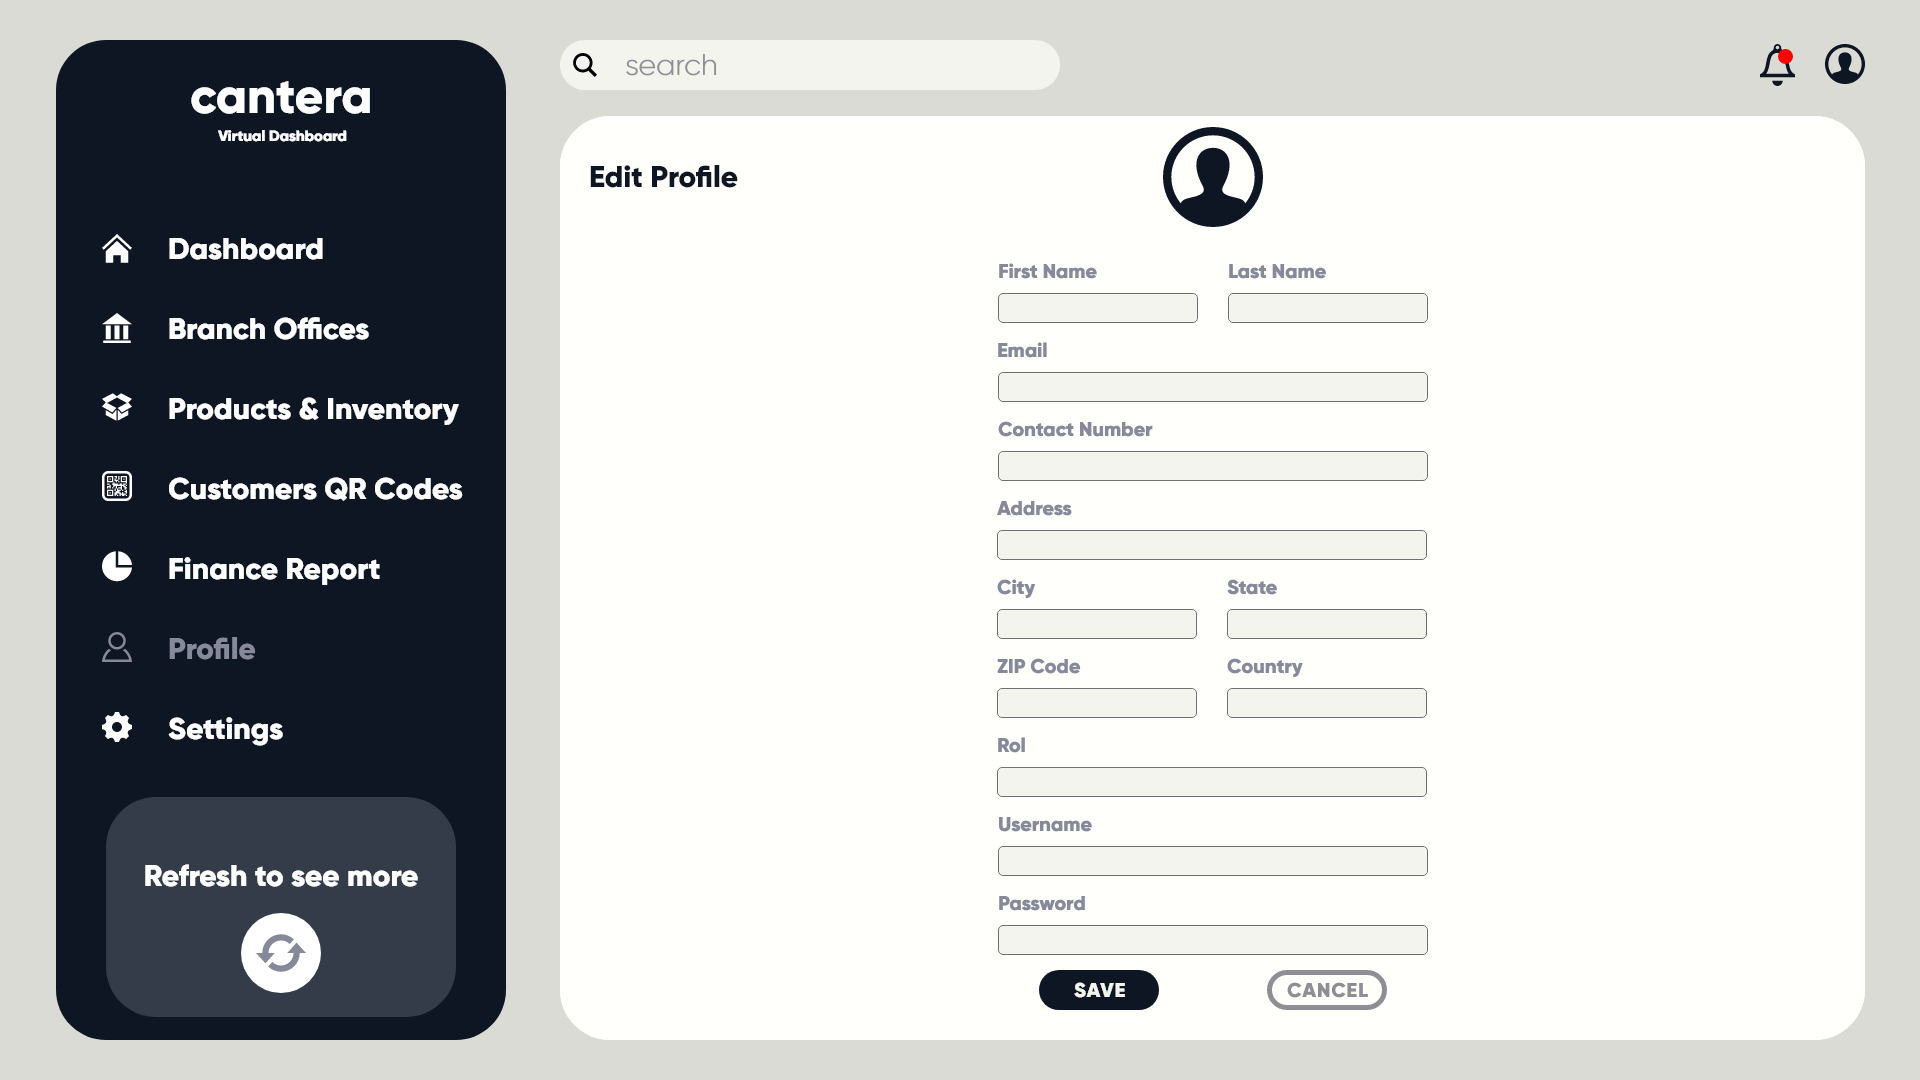 cantera
Virtual Dashboard
Dashboard
Branch Offices
Products & Inventory
Customers QR Codes
Finance Report
Profile
Settings
Refresh to see more
search
Edit Profile
First Name Last Name
Email
Contact Number
Address
City State
ZIP Code Country
Rol
Username
Password
SAVE CANCEL